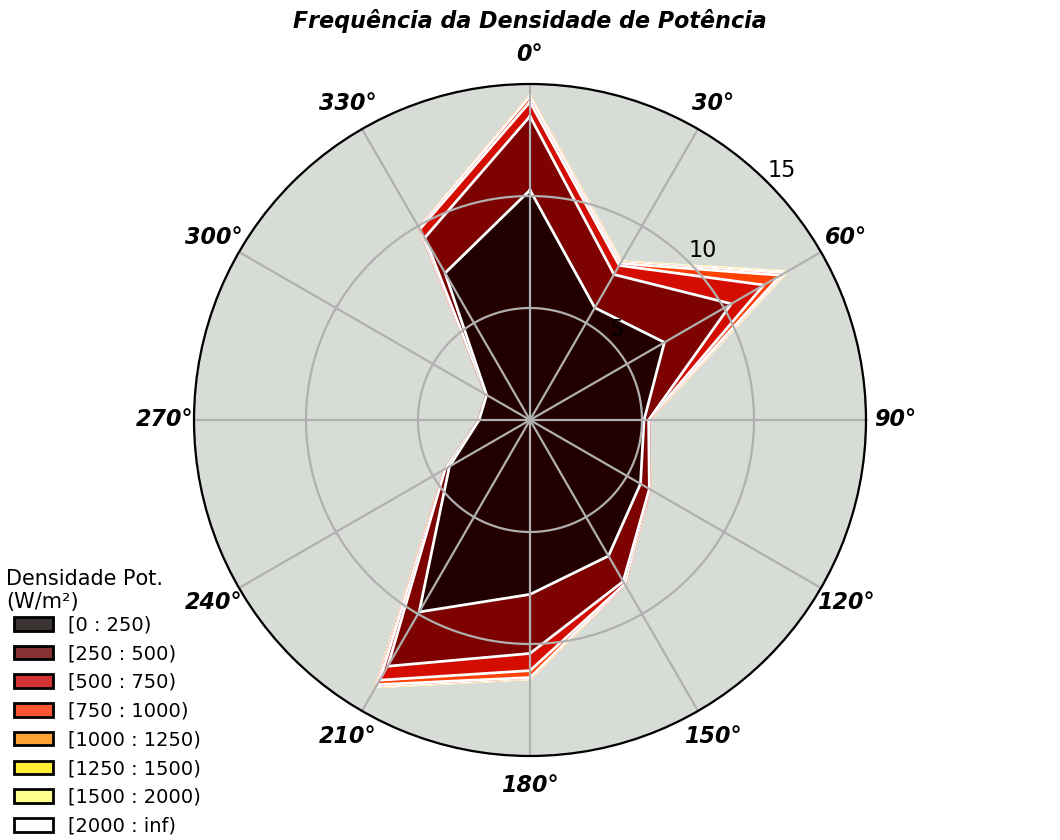 Frequência da Densidade de Potência
0°
330°
30°
15
300°
60°
10
5
270°
90°
240°
120°
210°
150°
180°
Densidade Pot.
(W/m²)
[0 : 250)
[250 : 500)
[500 : 750)
[750 : 1000)
[1000 : 1250)
[1250 : 1500)
[1500 : 2000)
[2000 : inf)